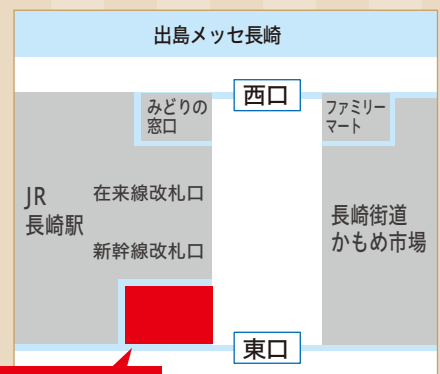 出島メッセ長崎
西口
みどりの
窓口
ファミリー
マート
JR
長崎駅
在来線改札口
新幹線改札口
長崎街道
かもめ市場
東口